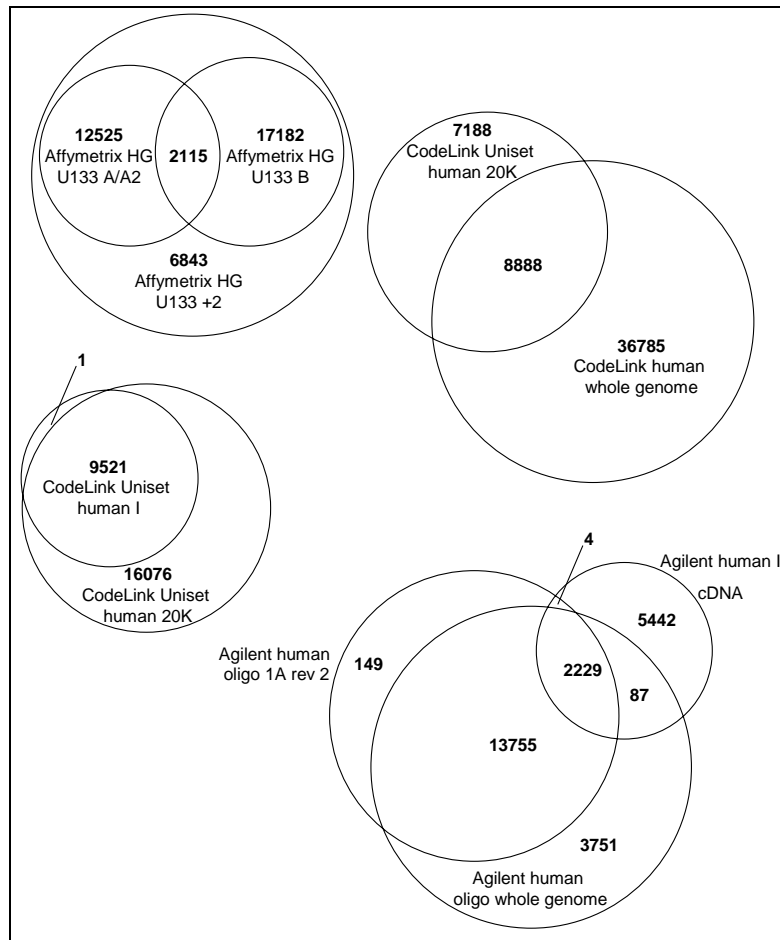 12525
Affymetrix HG
U133 A/A2
2115
17182
Affymetrix HG
U133 B
6843
Affymetrix HG
U133 +2
7188
CodeLink Uniset
human 20K
8888
36785
CodeLink human
whole genome
1
9521
CodeLink Uniset
human I
16076
CodeLink Uniset
human 20K
4
Agilent human I
cDNA
5442
Agilent human
oligo 1A rev 2
149
2229
87
13755
3751
Agilent human
oligo whole genome